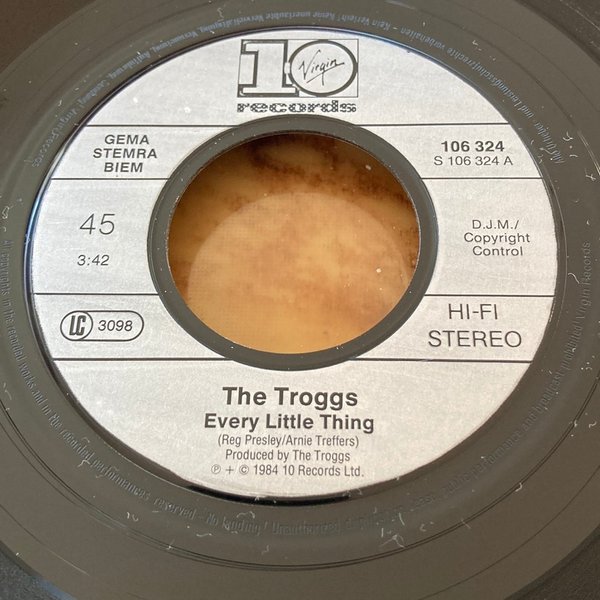 10
Virgin
records
GEMA
STEMRA
BIEM
106 324
S 106 324 A
45
3:42
D.J.M./
Copyright
Control
LC 3098
HI-FI
STEREO
The Troggs
Every Little Thing
(Reg Presley/Arnie Treffers)
Produced by The Troggs
℗ + © 1984 10 Records Ltd.